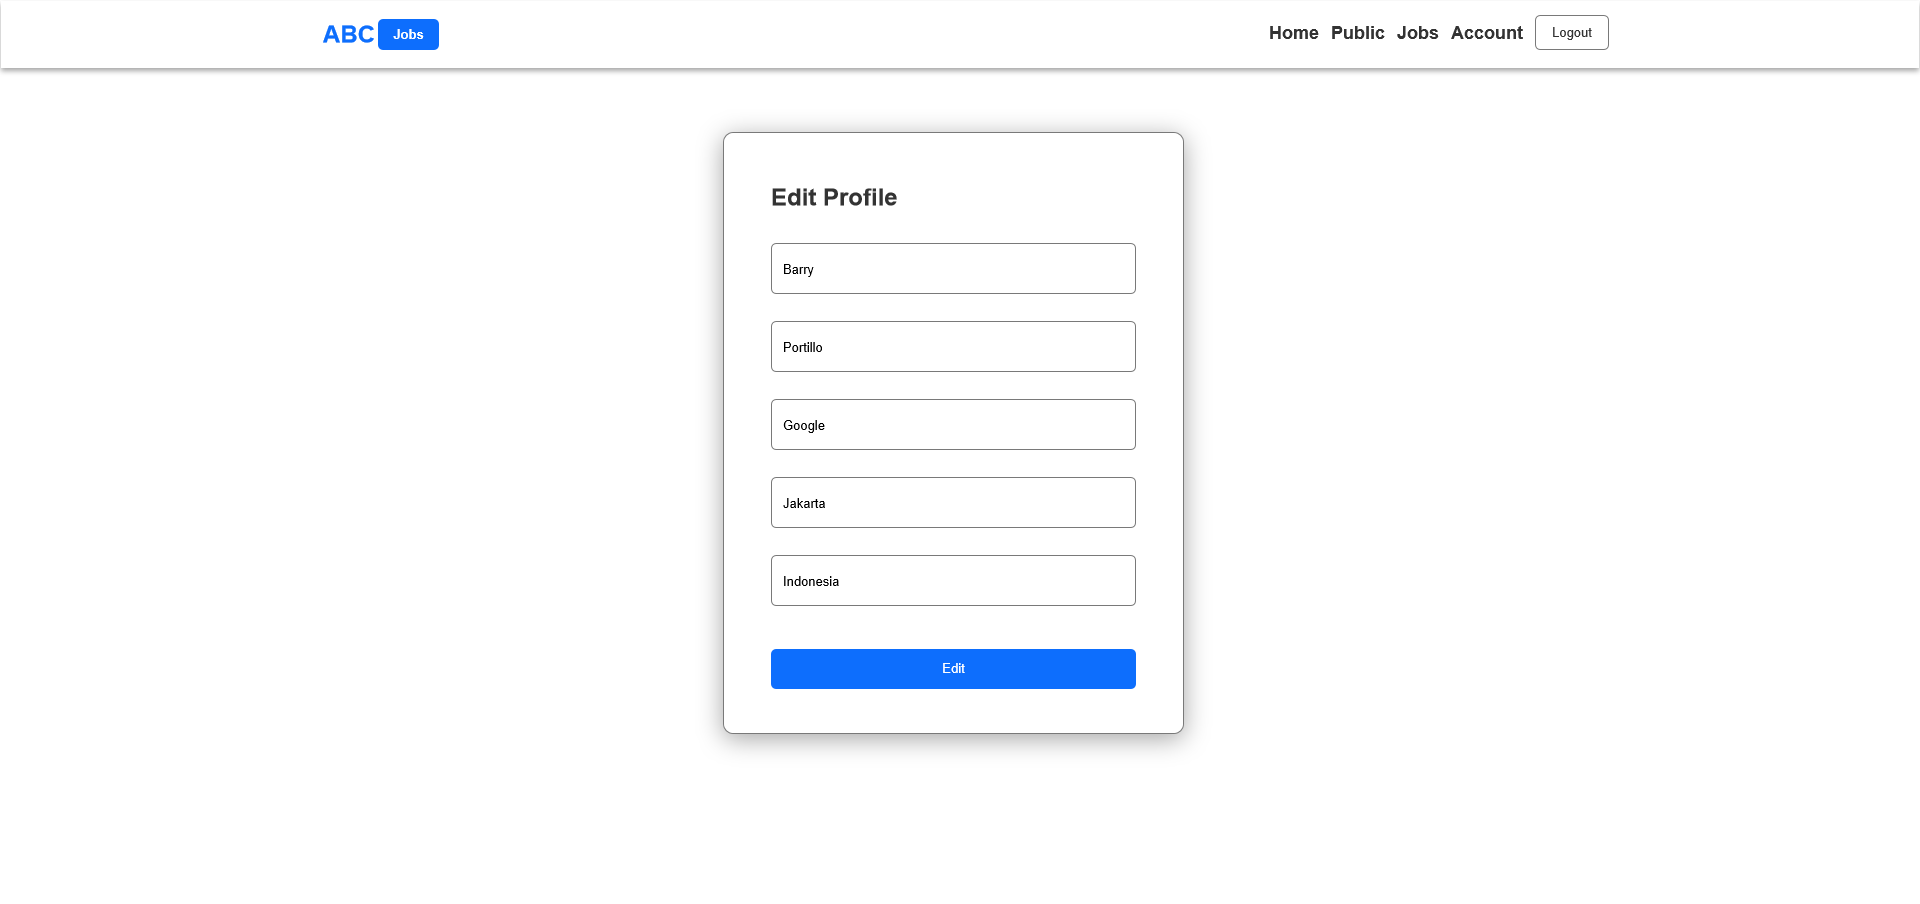 ABC Jobs
Home Public Jobs Account Logout
Edit Profile
Barry
Portillo
Google
Jakarta
Indonesia
Edit